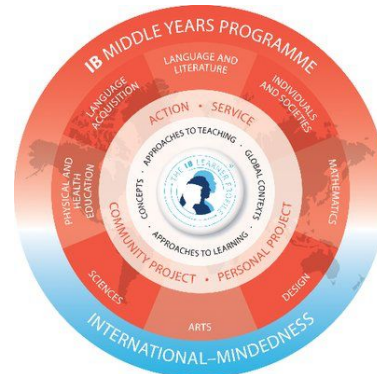 IB MIDDLE YEARS PROGRAMME
LANGUAGE AND
LITERATURE
INDIVIDUALS
AND SOCIETIES
MATHEMATICS
DESIGN
ARTS
SCIENCES
PHYSICAL AND
HEALTH
EDUCATION
LANGUAGE
ACQUISITION
ACTION • SERVICE
PERSONAL PROJECT
COMMUNITY PROJECT
APPROACHES TO TEACHING
GLOBAL CONTEXTS
APPROACHES TO LEARNING
CONCEPTS
THE IB LEARNER PROFILE
INTERNATIONAL–MINDEDNESS